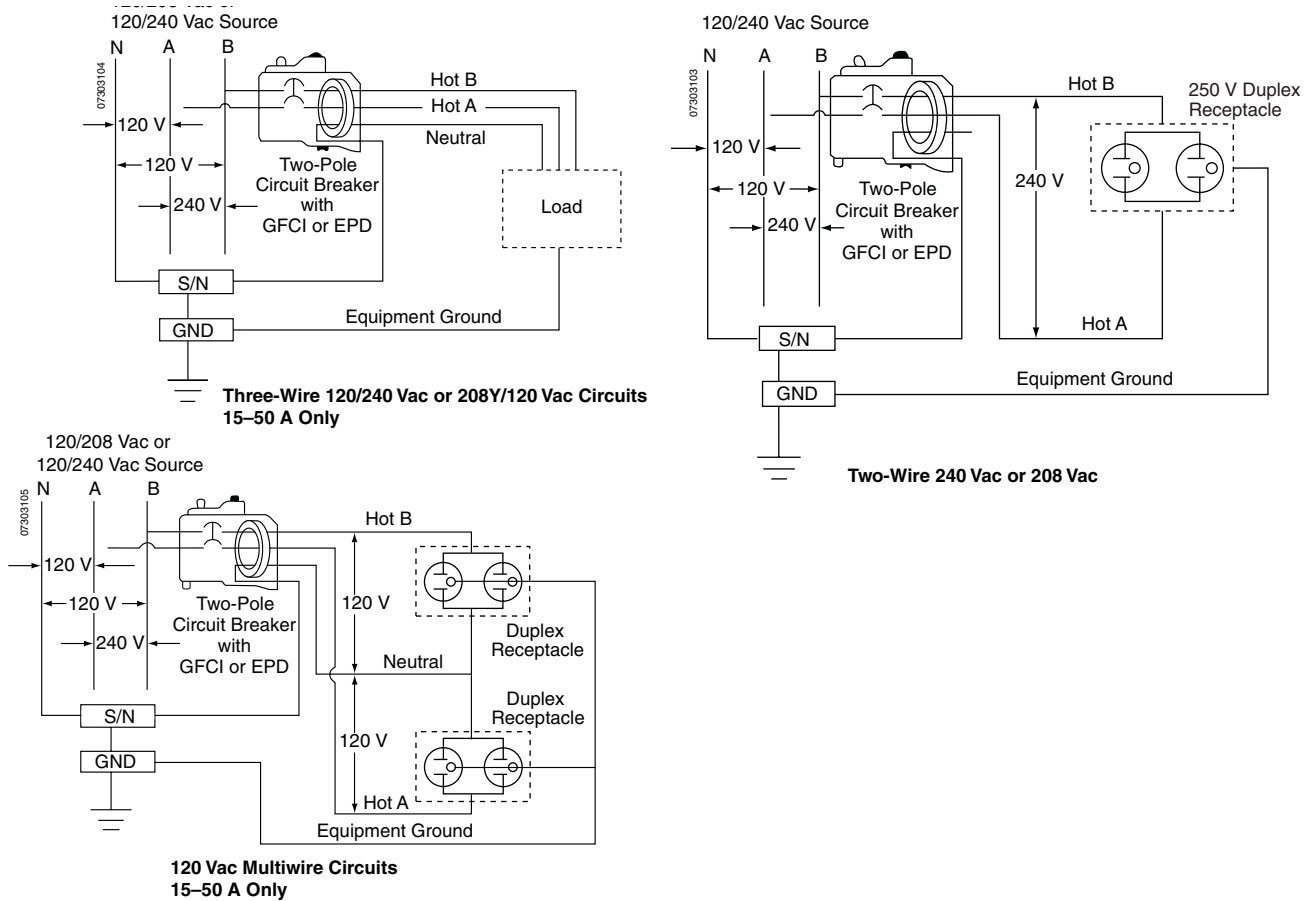 120/240 Vac Source
N A B
07303104
Hot B
Hot A
Neutral
120 V
120 V
240 V
Two-Pole
Circuit Breaker
with
GFCI or EPD
Load
S/N
GND
Equipment Ground
Three-Wire 120/240 Vac or 208Y/120 Vac Circuits
15–50 A Only
120/240 Vac Source
N A B
07303103
Hot B
250 V Duplex
Receptacle
120 V
120 V
240 V
Two-Pole
Circuit Breaker
with
GFCI or EPD
240 V
Hot A
S/N
GND
Equipment Ground
Two-Wire 240 Vac or 208 Vac
120/208 Vac or
120/240 Vac Source
N A B
07303105
Hot B
120 V
120 V
240 V
Two-Pole
Circuit Breaker
with
GFCI or EPD
120 V
Duplex
Receptacle
Neutral
Duplex
Receptacle
120 V
S/N
GND
Hot A
Equipment Ground
120 Vac Multiwire Circuits
15–50 A Only